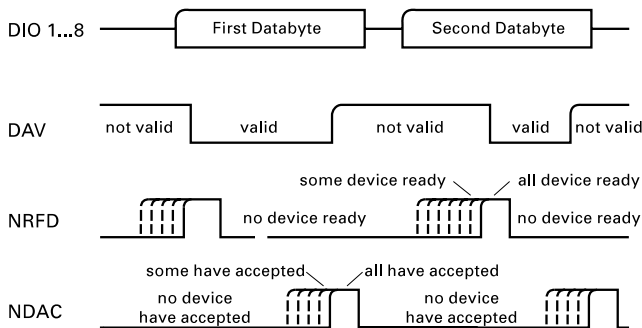 DIO 1...8 First Databyte Second Databyte
DAV not valid valid not valid valid not valid
some device ready all device ready
NRFD no device ready no device ready
some have accepted all have accepted
NDAC no device have accepted no device have accepted